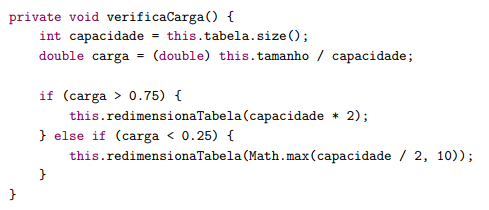 private void verificaCarga() {
    int capacidade = this.tabela.size();
    double carga = (double) this.tamanho / capacidade;

    if (carga > 0.75) {
        this.redimensionaTabela(capacidade * 2);
    } else if (carga < 0.25) {
        this.redimensionaTabela(Math.max(capacidade / 2, 10));
    }
}